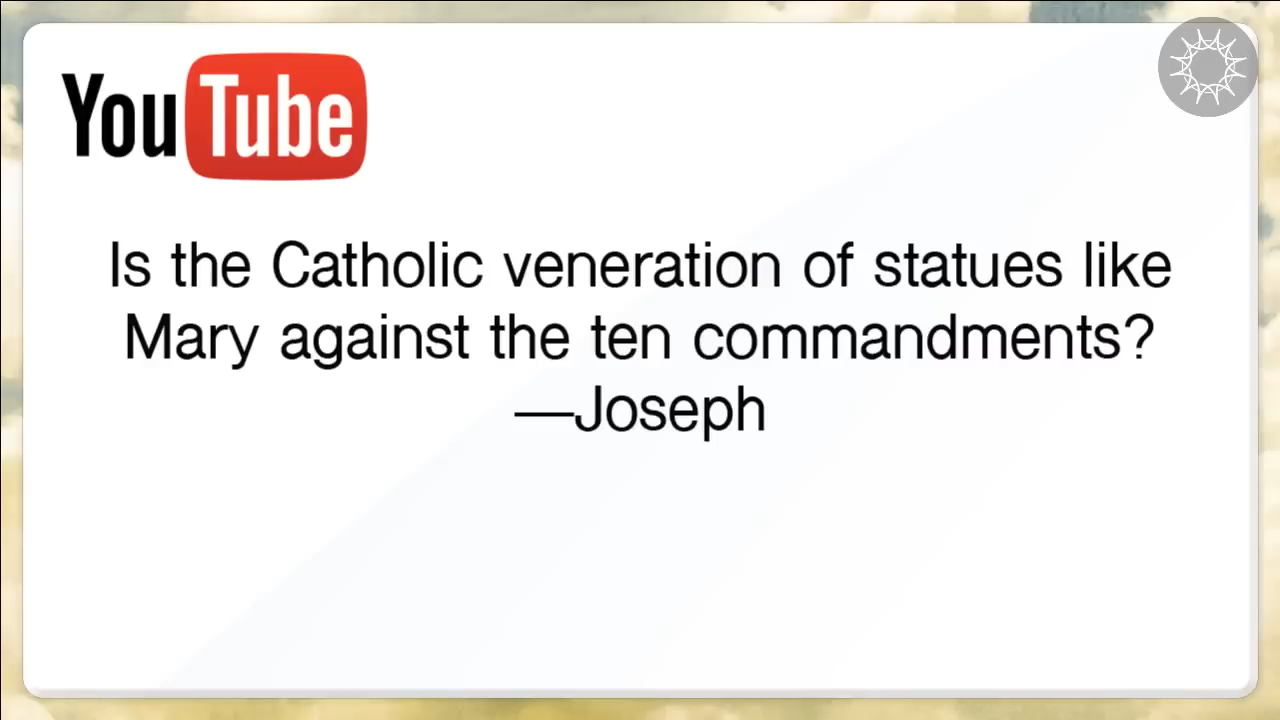 YouTube
Is the Catholic veneration of statues like
Mary against the ten commandments?
—Joseph